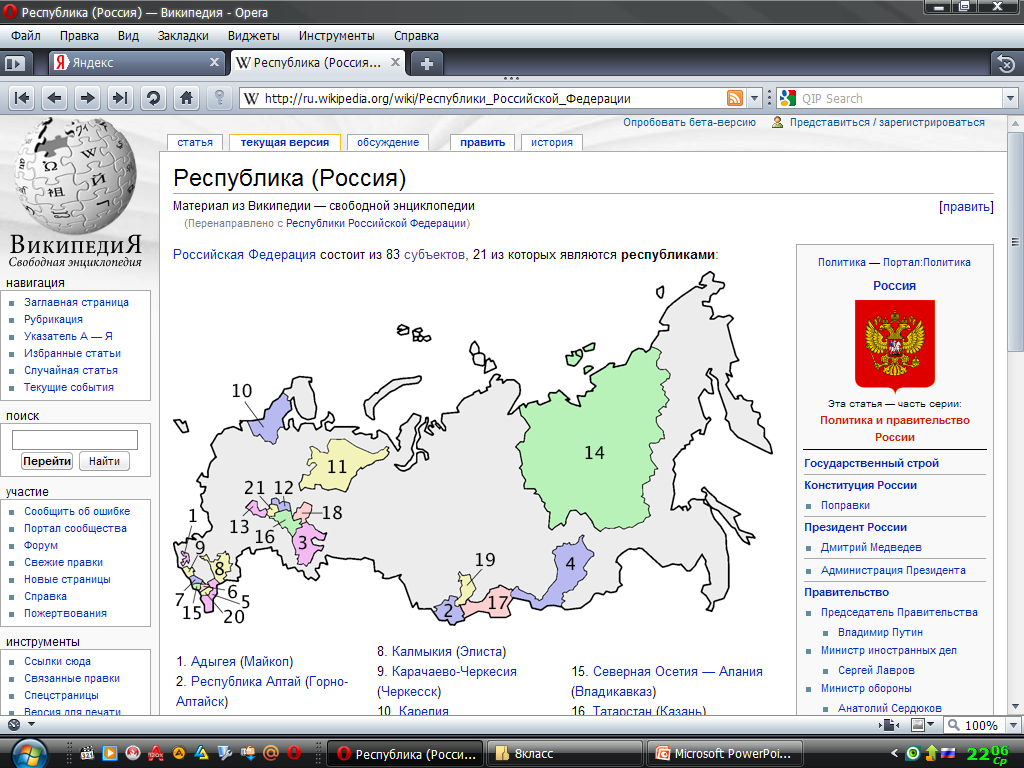 Республика (Россия) — Википедия - Opera
Файл Правка Вид Закладки Виджеты Инструменты Справка
Яндекс
Республика (Россия...
http://ru.wikipedia.org/wiki/Республики_Российской_Федерации
QIP Search
Опробовать бета-версию Представиться / зарегистрироваться
статья текущая версия обсуждение править история
ВикипедиЯ
Свободная энциклопедия
навигация
Заглавная страница
Рубрикация
Указатель А — Я
Избранные статьи
Случайная статья
Текущие события
поиск
Перейти Найти
участие
Сообщить об ошибке
Портал сообщества
Форум
Свежие правки
Новые страницы
Справка
Пожертвования
инструменты
Ссылки сюда
Связанные правки
Спецстраницы
Версия для печати
Республика (Россия)
Материал из Википедии — свободной энциклопедии
[править]
(Перенаправлено с Республики Российской Федерации)
Российская Федерация состоит из 83 субъектов, 21 из которых являются республиками:
10
14
11
21 12
13 18
16
3
1
9
8
7 6
15 5
20
19
4
2 17
1. Адыгея (Майкоп)
2. Республика Алтай (Горно-
Алтайск)
8. Калмыкия (Элиста)
9. Карачаево-Черкесия
(Черкесск)
10. Карелия
15. Северная Осетия — Алания
(Владикавказ)
16. Татарстан (Казань)
Политика — Портал:Политика
Россия
Эта статья — часть серии:
Политика и правительство
России
Государственный строй
Конституция России
Поправки
Президент России
Дмитрий Медведев
Администрация Президента
Правительство
Председатель Правительства
Владимир Путин
Министр иностранных дел
Сергей Лавров
Министр обороны
Анатолий Сердюков
100%
Республика (Росси...
8класс
Microsoft PowerPoi...
22 06
Ср